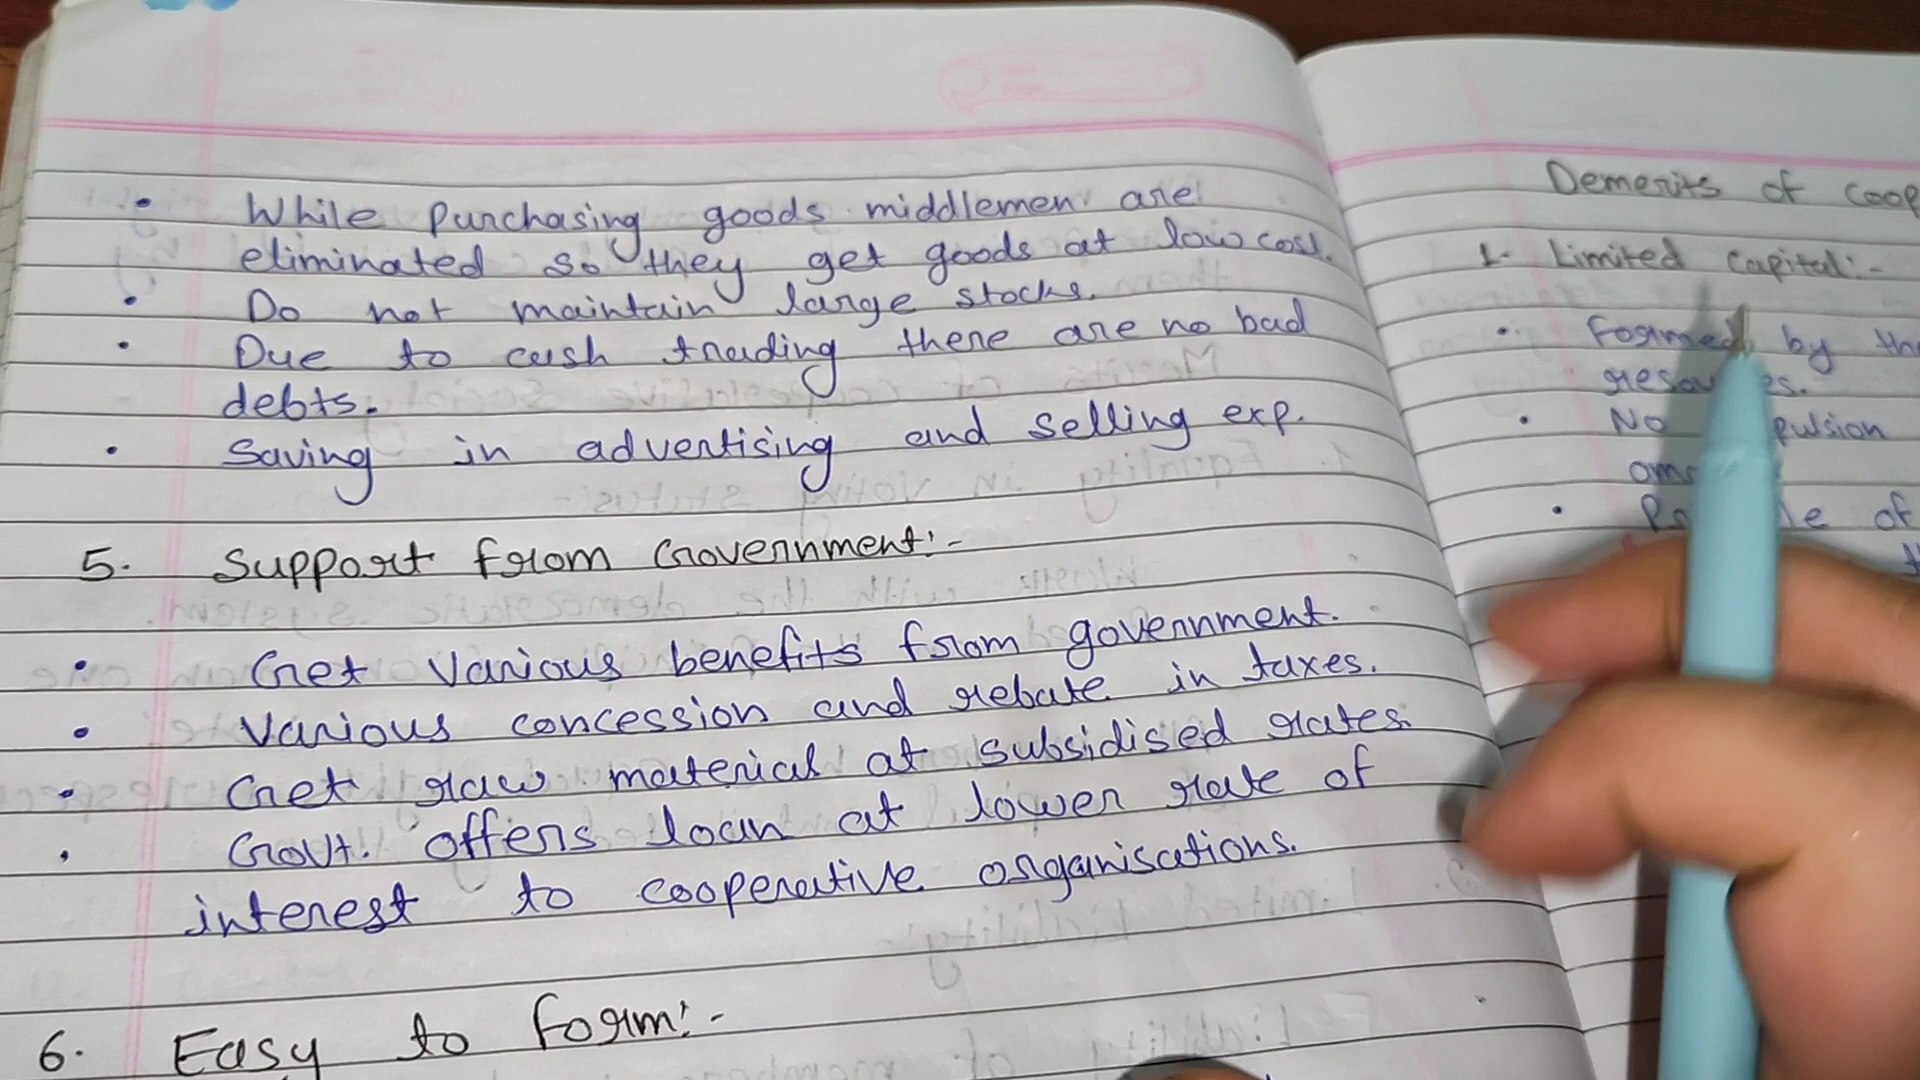 • While purchasing goods middlemen are
eliminated so they get goods at low cost.
• Do not maintain large stocks.
• Due to cash trading there are no bad
debts.
• Saving in advertising and selling exp.
5. Support from Government:-
• Get various benefits from government.
• Various concession and rebate in taxes.
• Get raw material at subsidised rates.
• Govt. offers loan at lower rate of
interest to cooperative organisations.
6. Easy to form:-
Demerits of coop
1. Limited capital:-
• Formed by the
• No
of